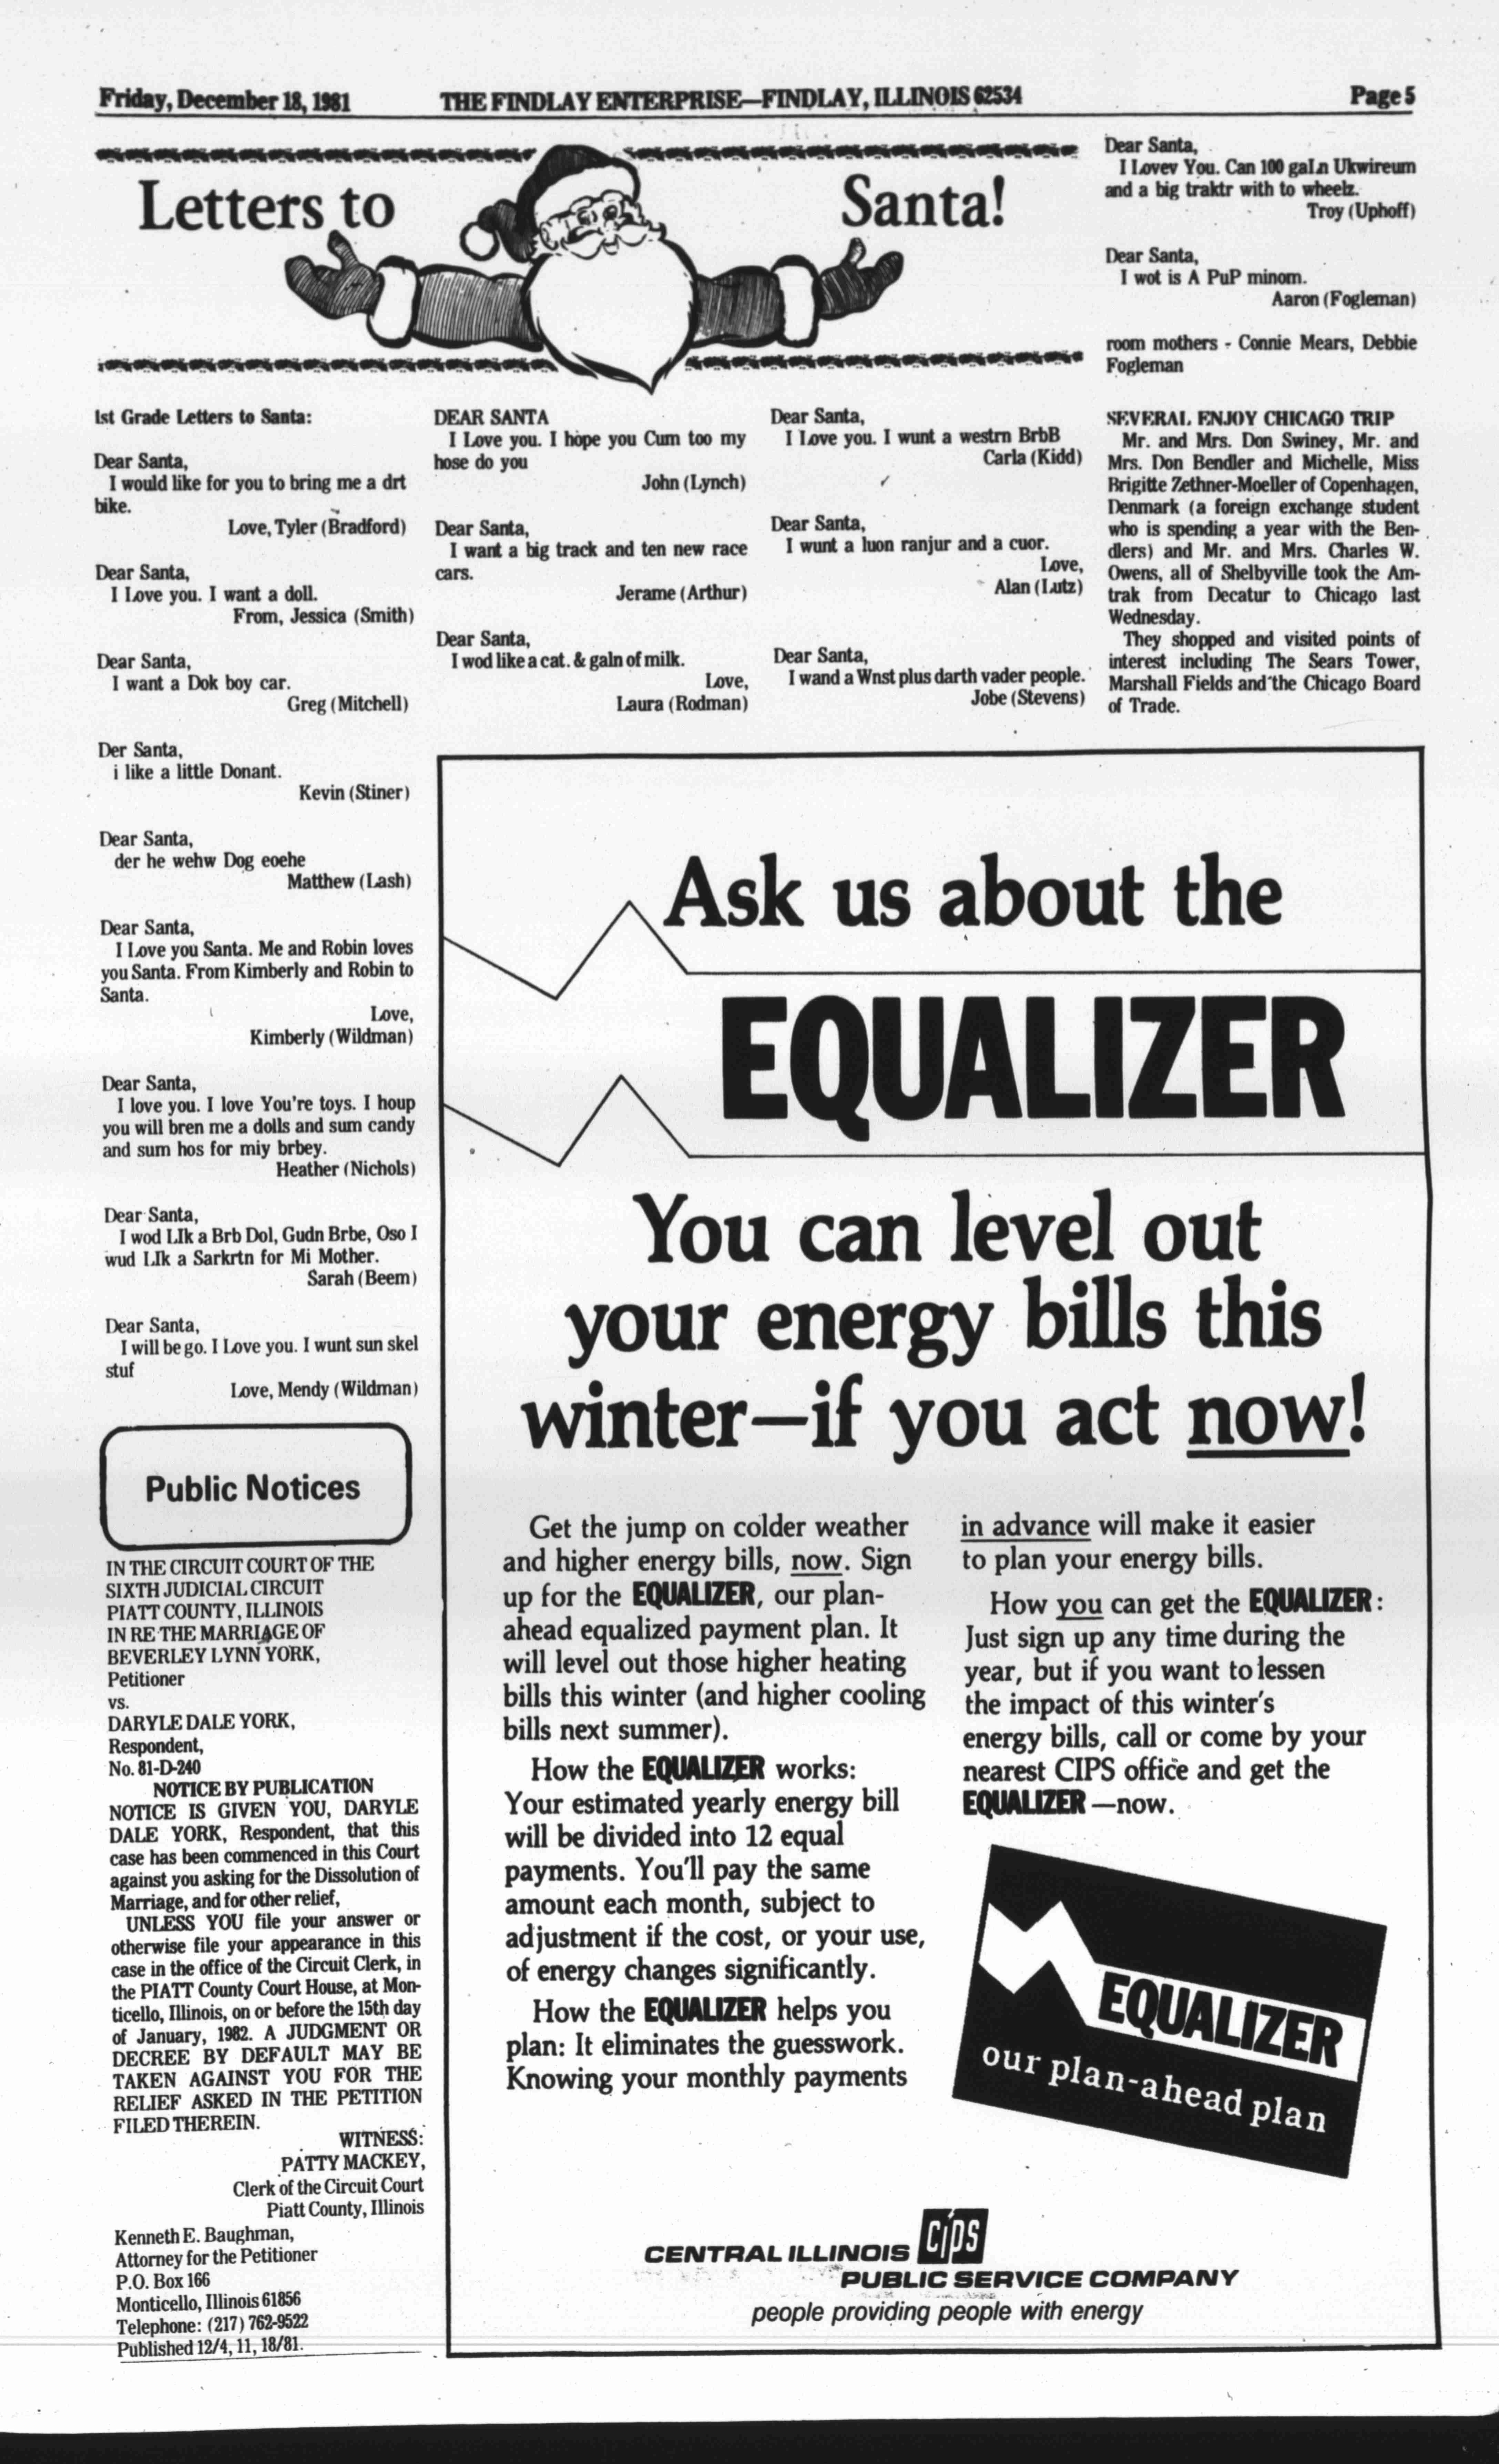 Friday, December 18, 1981
THE FINDLAY ENTERPRISE—FINDLAY, ILLINOIS 62534
Page 5
Letters to
Santa!
1st Grade Letters to Santa:
Dear Santa,
I would like for you to bring me a drt
bike.
Love, Tyler (Bradford)
Dear Santa,
I Love you. I want a doll.
From, Jessica (Smith)
Dear Santa,
I want a Dok boy car.
Greg (Mitchell)
Der Santa,
i like a little Donant.
Kevin (Stiner)
Dear Santa,
der he wehw Dog eoehe
Matthew (Lash)
Dear Santa,
I Love you Santa. Me and Robin loves
you Santa. From Kimberly and Robin to
Santa.
Love,
Kimberly (Wildman)
Dear Santa,
I love you. I love You're toys. I houp
you will bren me a dolls and sum candy
and sum hos for miy brbey.
Heather (Nichols)
Dear Santa,
I wod LIk a Brb Dol, Gudn Brbe, Oso I
wud LIk a Sarkrtn for Mi Mother.
Sarah (Beem)
Dear Santa,
I will be go. I Love you. I wunt sun skel
stuf
Love, Mendy (Wildman)
DEAR SANTA
I Love you. I hope you Cum too my
hose do you
John (Lynch)
Dear Santa,
I want a big track and ten new race
cars.
Jerame (Arthur)
Dear Santa,
I wod like a cat. & galn of milk.
Love,
Laura (Rodman)
Dear Santa,
I love you. I wunt a westrn BrbB
Carla (Kidd)
Dear Santa,
I wunt a luon ranjur and a cuor.
Love,
Alan (Lutz)
Dear Santa,
I wand a Wnst plus darth vader people.
Jobe (Stevens)
Dear Santa,
I Lovev You. Can 100 galn Ukwireum
and a big traktr with to wheelz.
Troy (Uphoff)
Dear Santa,
I wot is A PuP minom.
Aaron (Fogleman)
room mothers - Connie Mears, Debbie
Fogleman
SEVERAL ENJOY CHICAGO TRIP
Mr. and Mrs. Don Swiney, Mr. and
Mrs. Don Bendler and Michelle, Miss
Brigitte Zethner-Moeller of Copenhagen,
Denmark (a foreign exchange student
who is spending a year with the Ben-
dlers) and Mr. and Mrs. Charles W.
Owens, all of Shelbyville took the Am-
trak from Decatur to Chicago last
Wednesday.
They shopped and visited points of
interest including The Sears Tower,
Marshall Fields and the Chicago Board
of Trade.
Public Notices
IN THE CIRCUIT COURT OF THE
SIXTH JUDICIAL CIRCUIT
PIATT COUNTY, ILLINOIS
IN RE THE MARRIAGE OF
BEVERLEY LYNN YORK,
Petitioner
vs.
DARYLE DALE YORK,
Respondent,
No. 81-D-240
NOTICE BY PUBLICATION
NOTICE IS GIVEN YOU, DARYLE
DALE YORK, Respondent, that this
case has been commenced in this Court
against you asking for the Dissolution of
Marriage, and for other relief,
UNLESS YOU file your answer or
otherwise file your appearance in this
case in the office of the Circuit Clerk, in
the PIATT County Court House, at Mon-
ticello, Illinois, on or before the 15th day
of January, 1982. A JUDGMENT OR
DECREE BY DEFAULT MAY BE
TAKEN AGAINST YOU FOR THE
RELIEF ASKED IN THE PETITION
FILED THEREIN.
WITNESS:
PATTY MACKEY,
Clerk of the Circuit Court
Piatt County, Illinois
Kenneth E. Baughman,
Attorney for the Petitioner
P.O. Box 166
Monticello, Illinois 61856
Telephone: (217) 762-9522
Published 12/4, 11, 18/81.
Ask us about the
EQUALIZER
You can level out
your energy bills this
winter—if you act now!
Get the jump on colder weather
and higher energy bills, now. Sign
up for the EQUALIZER, our plan-
ahead equalized payment plan. It
will level out those higher heating
bills this winter (and higher cooling
bills next summer).
How the EQUALIZER works:
Your estimated yearly energy bill
will be divided into 12 equal
payments. You'll pay the same
amount each month, subject to
adjustment if the cost, or your use,
of energy changes significantly.
How the EQUALIZER helps you
plan: It eliminates the guesswork.
Knowing your monthly payments
in advance will make it easier
to plan your energy bills.
How you can get the EQUALIZER:
Just sign up any time during the
year, but if you want to lessen
the impact of this winter's
energy bills, call or come by your
nearest CIPS office and get the
EQUALIZER—now.
EQUALIZER
our plan-ahead plan
CENTRAL ILLINOIS CIPS
PUBLIC SERVICE COMPANY
people providing people with energy